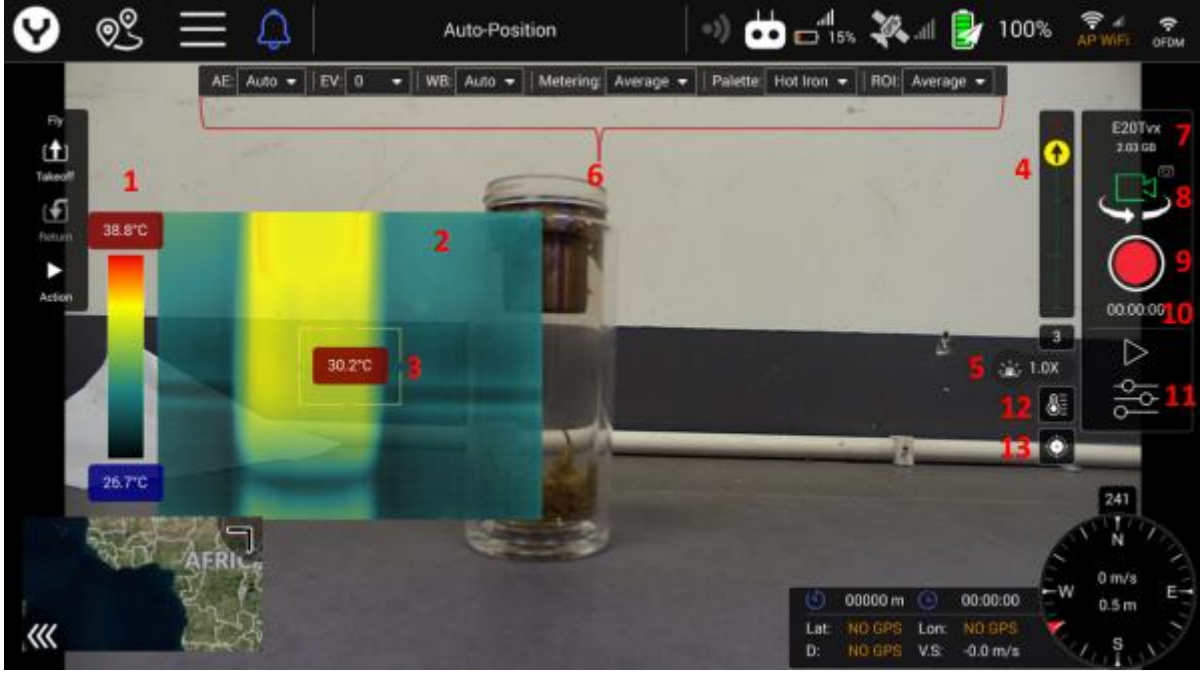 Auto-Position
15%
100%
AP WiFi
OFDM
AE: Auto EV: 0 WB: Auto Metering: Average Palette: Hot Iron ROI: Average
6
Fly
Takeoff
Return
Action
1
38.8°C
26.7°C
2
30.2°C
3
4
E20Tvx
2.03 GB
7
8
9
00:00:00
10
3
5
1.0X
11
12
13
AFRIC
241
N
W
E
S
0 m/s
0.5 m
00000 m 00:00:00
Lat: NO GPS Lon: NO GPS
D: NO GPS V.S: -0.0 m/s